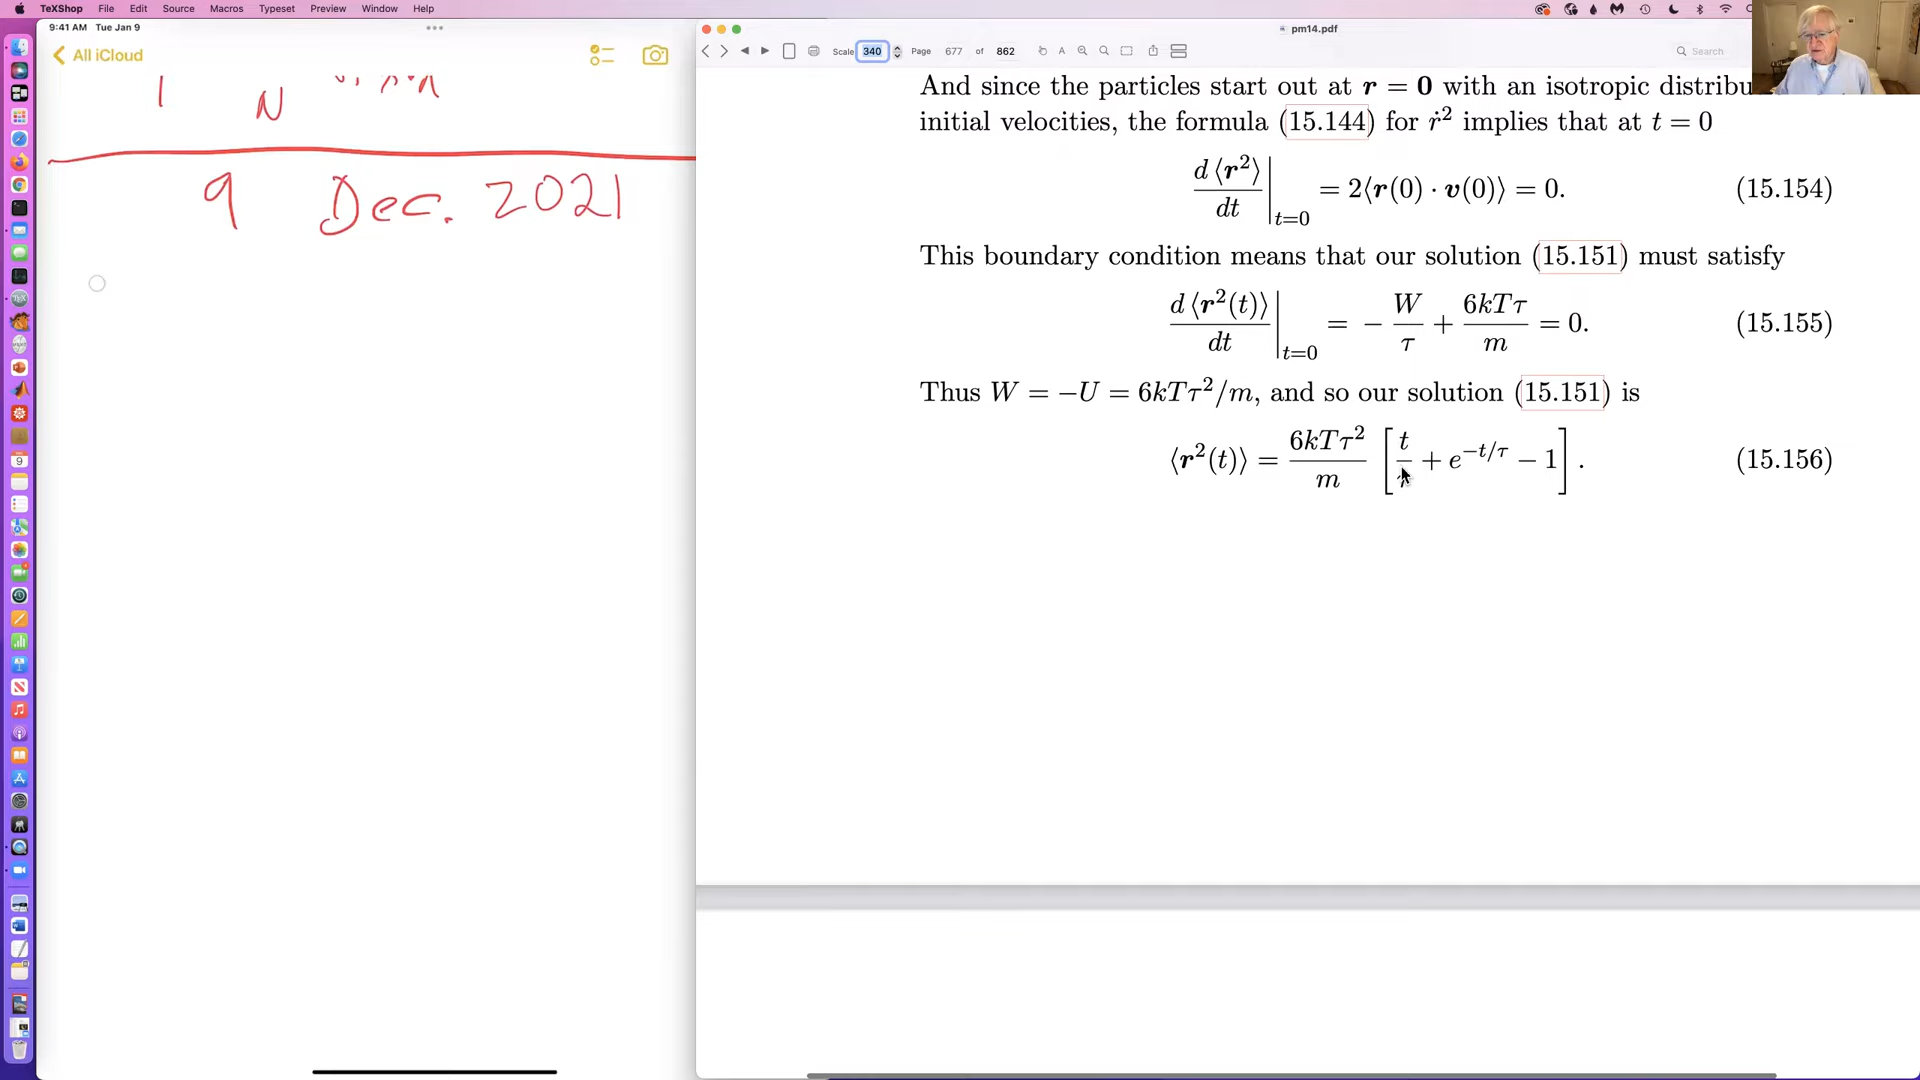 TeXShop File Edit Source Macros Typeset Preview Window Help
9:41 AM Tue Jan 9
All iCloud
N
9 Dec. 2021
pm14.pdf
Scale 340 Page 677 of 862
Search
And since the particles start out at r = 0 with an isotropic distribu
initial velocities, the formula (15.144) for ṙ² implies that at t = 0
d⟨r²⟩/dt |t=0 = 2⟨r(0) · v(0)⟩ = 0. (15.154)
This boundary condition means that our solution (15.151) must satisfy
d⟨r²(t)⟩/dt |t=0 = − W/τ + 6kTτ/m = 0. (15.155)
Thus W = −U = 6kTτ²/m, and so our solution (15.151) is
⟨r²(t)⟩ = 6kTτ²/m [t/ + e^{−t/τ} − 1]. (15.156)